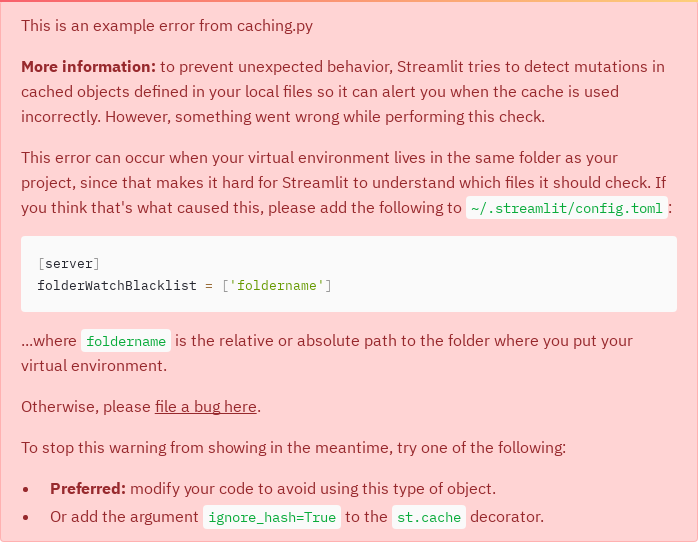 This is an example error from caching.py
More information: to prevent unexpected behavior, Streamlit tries to detect mutations in
cached objects defined in your local files so it can alert you when the cache is used
incorrectly. However, something went wrong while performing this check.
This error can occur when your virtual environment lives in the same folder as your
project, since that makes it hard for Streamlit to understand which files it should check. If
you think that's what caused this, please add the following to ~/.streamlit/config.toml:
[server]
folderWatchBlacklist = ['foldername']
...where foldername is the relative or absolute path to the folder where you put your
virtual environment.
Otherwise, please file a bug here.
To stop this warning from showing in the meantime, try one of the following:
• Preferred: modify your code to avoid using this type of object.
• Or add the argument ignore_hash=True to the st.cache decorator.